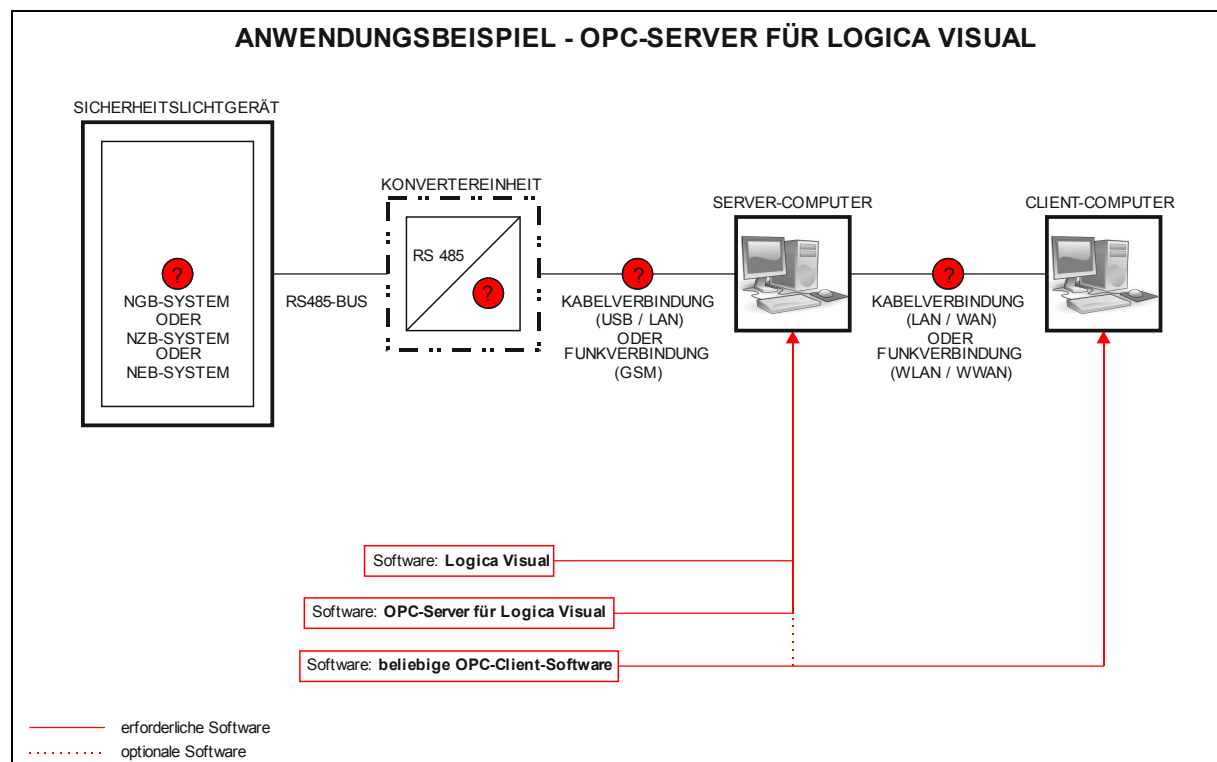 ANWENDUNGSBEISPIEL - OPC-SERVER FÜR LOGICA VISUAL
SICHERHEITSLICHTGERÄT
KONVERTEREINHEIT
SERVER-COMPUTER
CLIENT-COMPUTER
?
NGB-SYSTEM
ODER
NZB-SYSTEM
ODER
NEB-SYSTEM
RS485-BUS
RS 485
?
?
KABELVERBINDUNG
(USB / LAN)
ODER
FUNKVERBINDUNG
(GSM)
?
KABELVERBINDUNG
(LAN / WAN)
ODER
FUNKVERBINDUNG
(WLAN / WWAN)
Software: Logica Visual
Software: OPC-Server für Logica Visual
Software: beliebige OPC-Client-Software
erforderliche Software
optionale Software